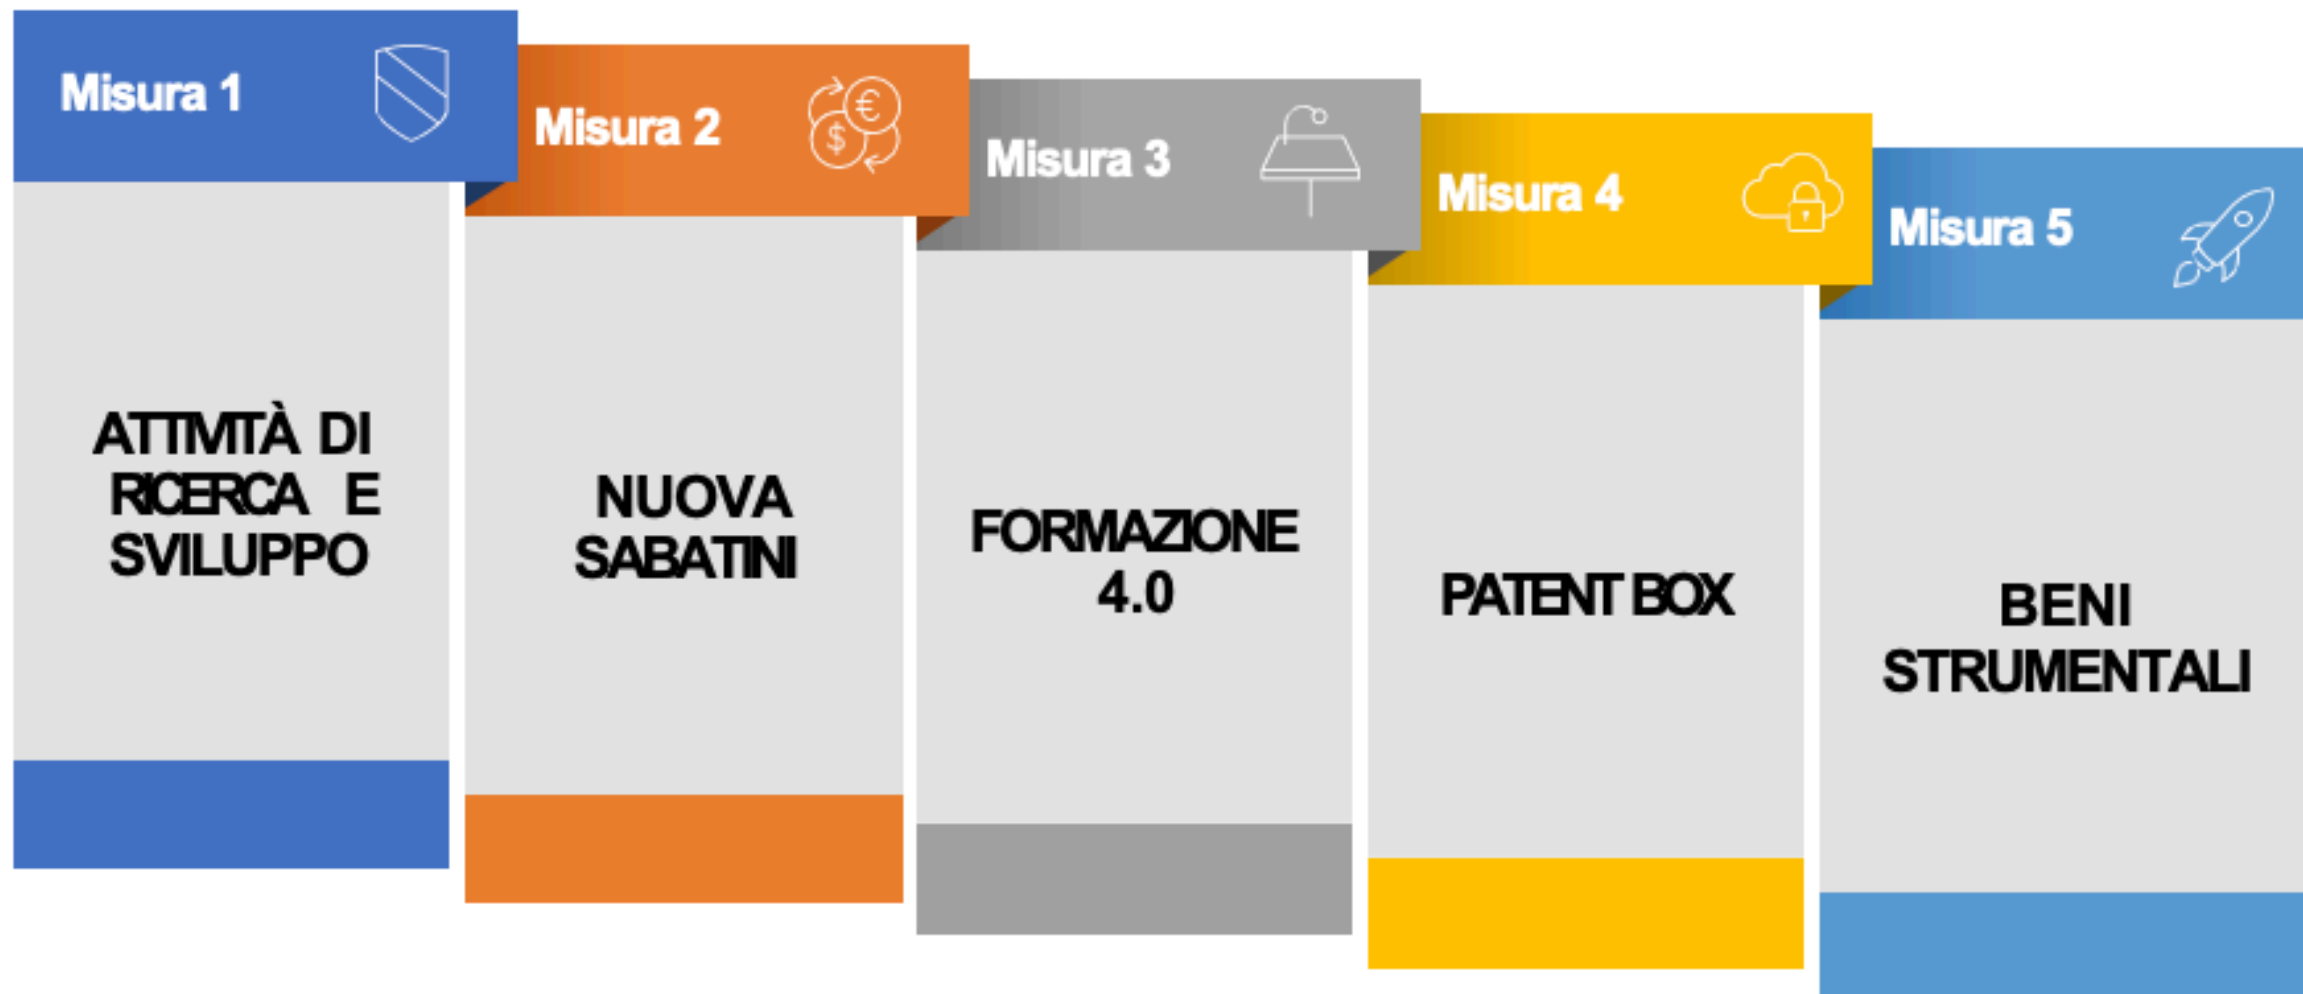 Misura 1
ATTIVITÀ DI
RICERCA E
SVILUPPO
Misura 2
€
$
NUOVA
SABATINI
Misura 3
FORMAZIONE
4.0
Misura 4
PATENT BOX
Misura 5
BENI
STRUMENTALI